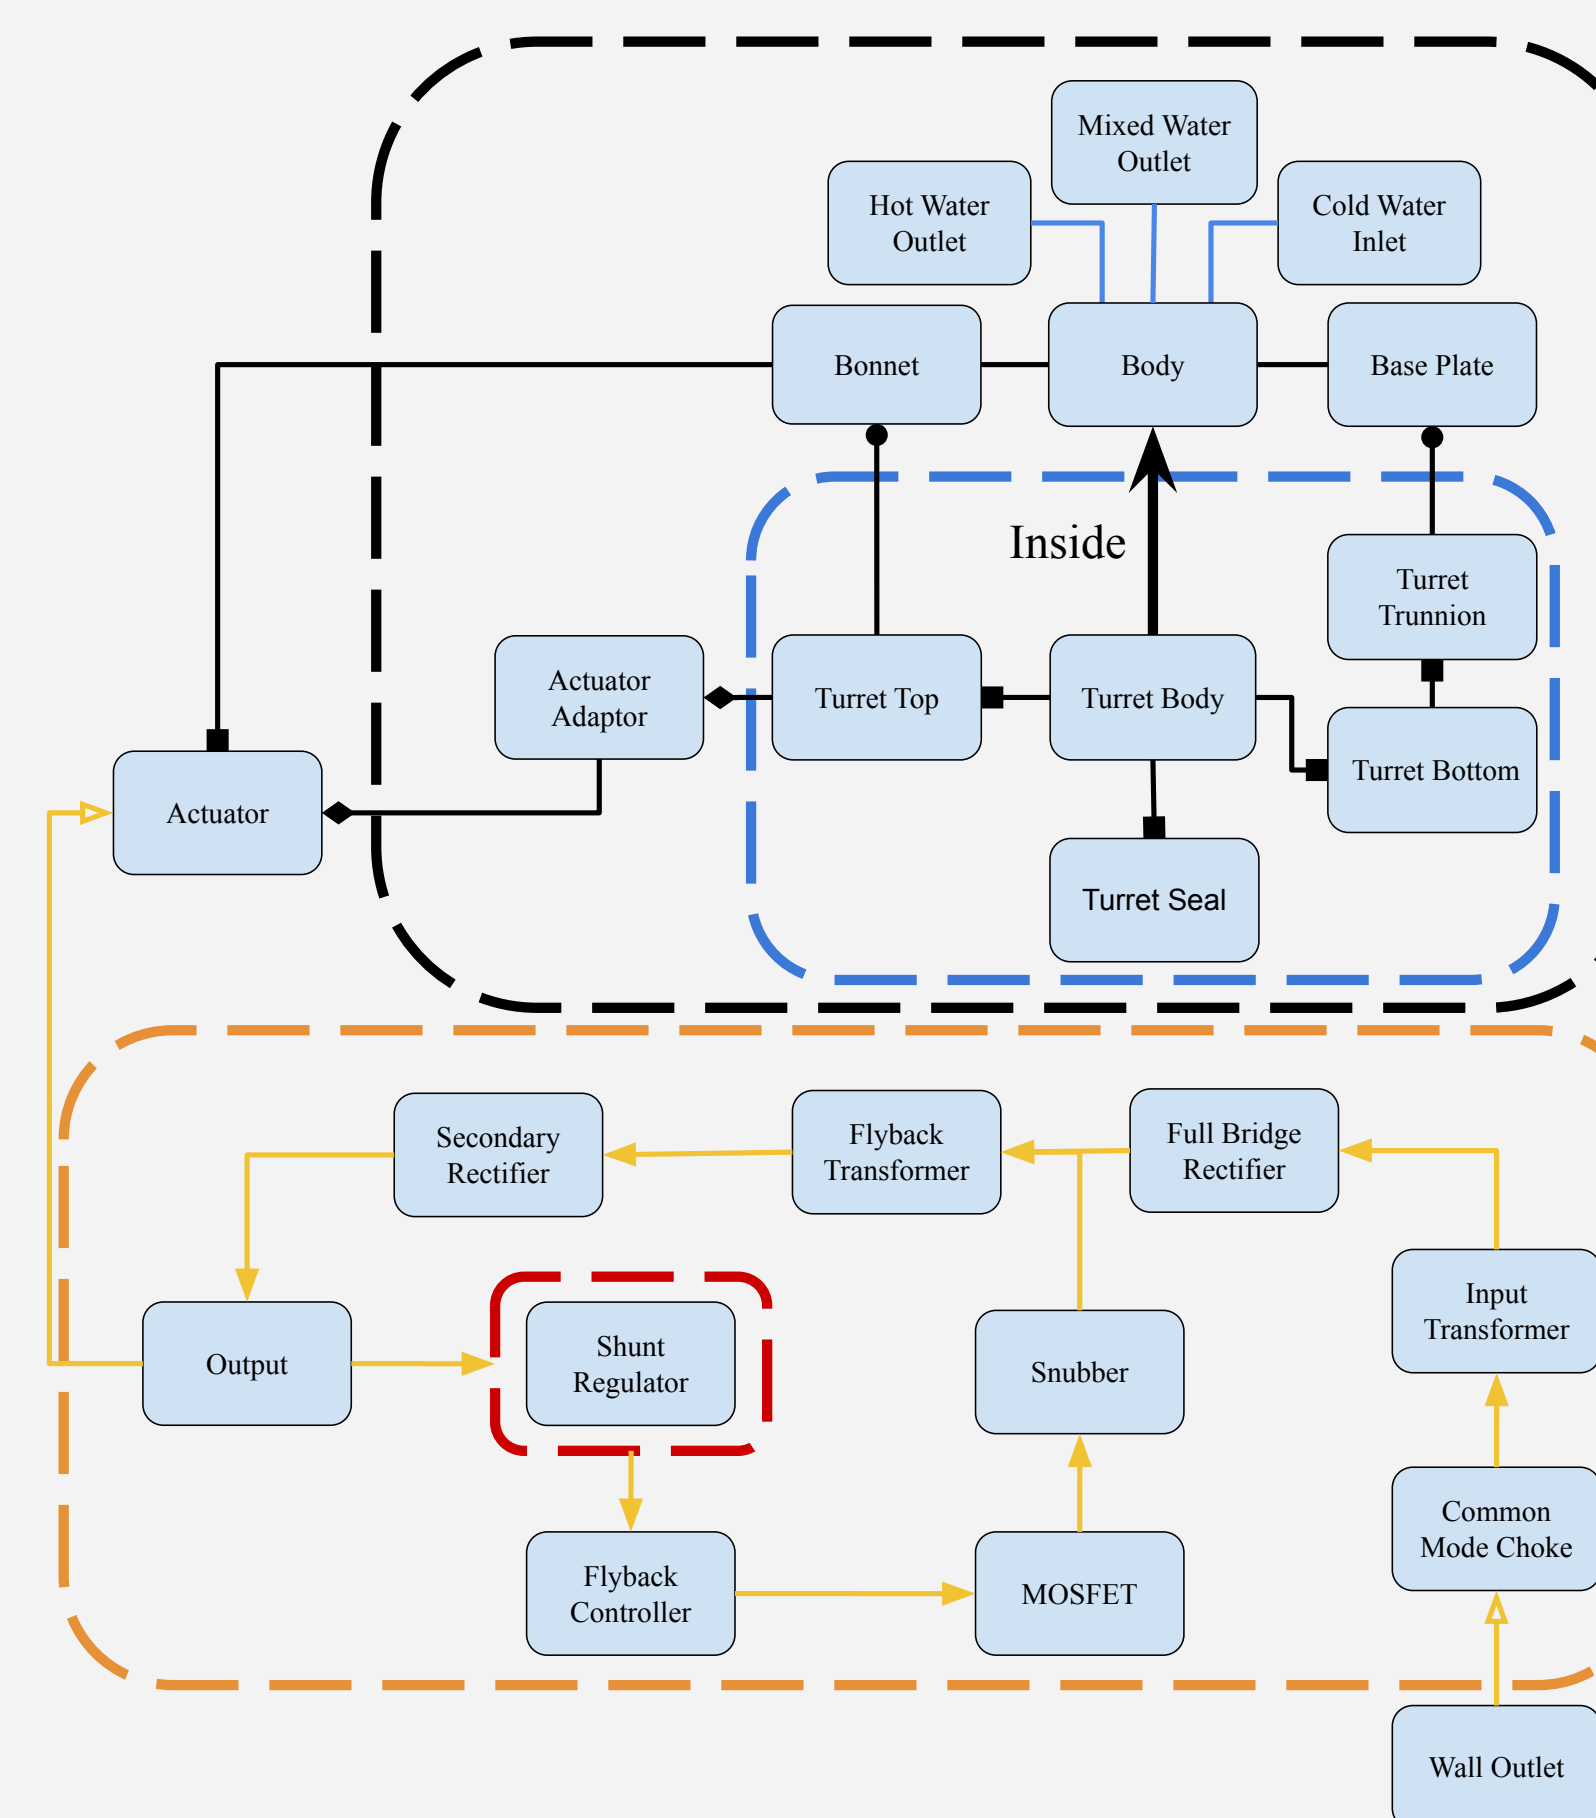 Mixed Water
Outlet
Hot Water
Outlet
Cold Water
Inlet
Bonnet
Body
Base Plate
Inside
Turret
Trunnion
Actuator
Adaptor
Turret Top
Turret Body
Turret Bottom
Actuator
Turret Seal
Secondary
Rectifier
Flyback
Transformer
Full Bridge
Rectifier
Input
Transformer
Output
Shunt
Regulator
Snubber
Common
Mode Choke
Flyback
Controller
MOSFET
Wall Outlet